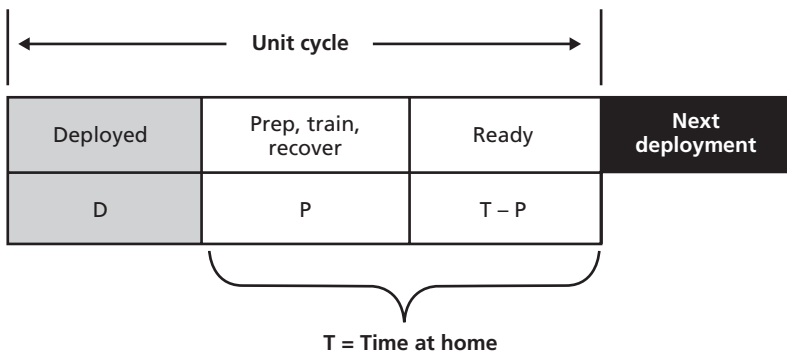 Unit cycle
Deployed
Prep, train,
recover
Ready
Next
deployment
D
P
T – P
T = Time at home